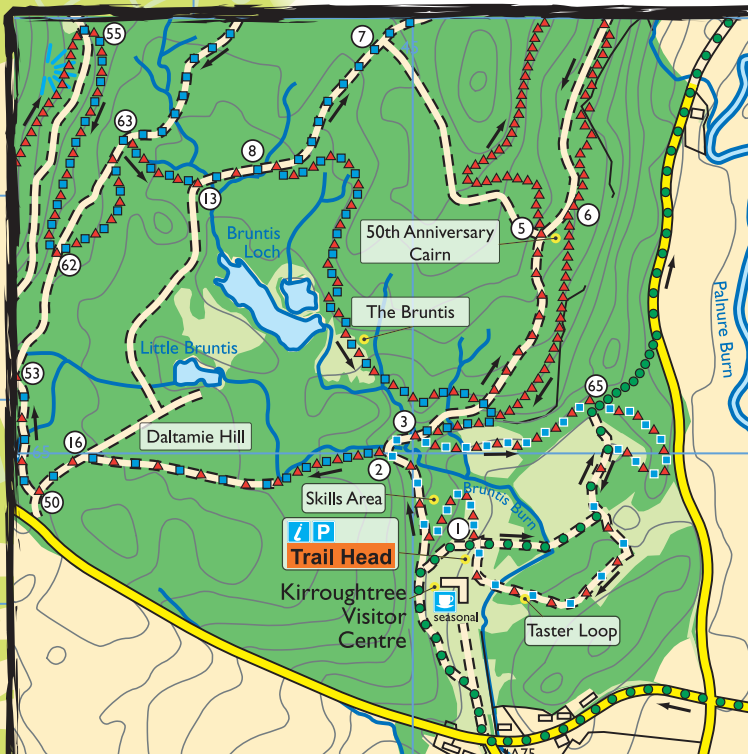 55
7
45
63
8
13
6
5
50th Anniversary
Cairn
Bruntis
Loch
62
The Bruntis
Palnure Burn
Little Bruntis
53
65
3
16
Daltamie Hill
65
2
50
Skills Area
Bruntis Burn
1
i P
Trail Head
Kirroughtree
Visitor
Centre
seasonal
Taster Loop
A75